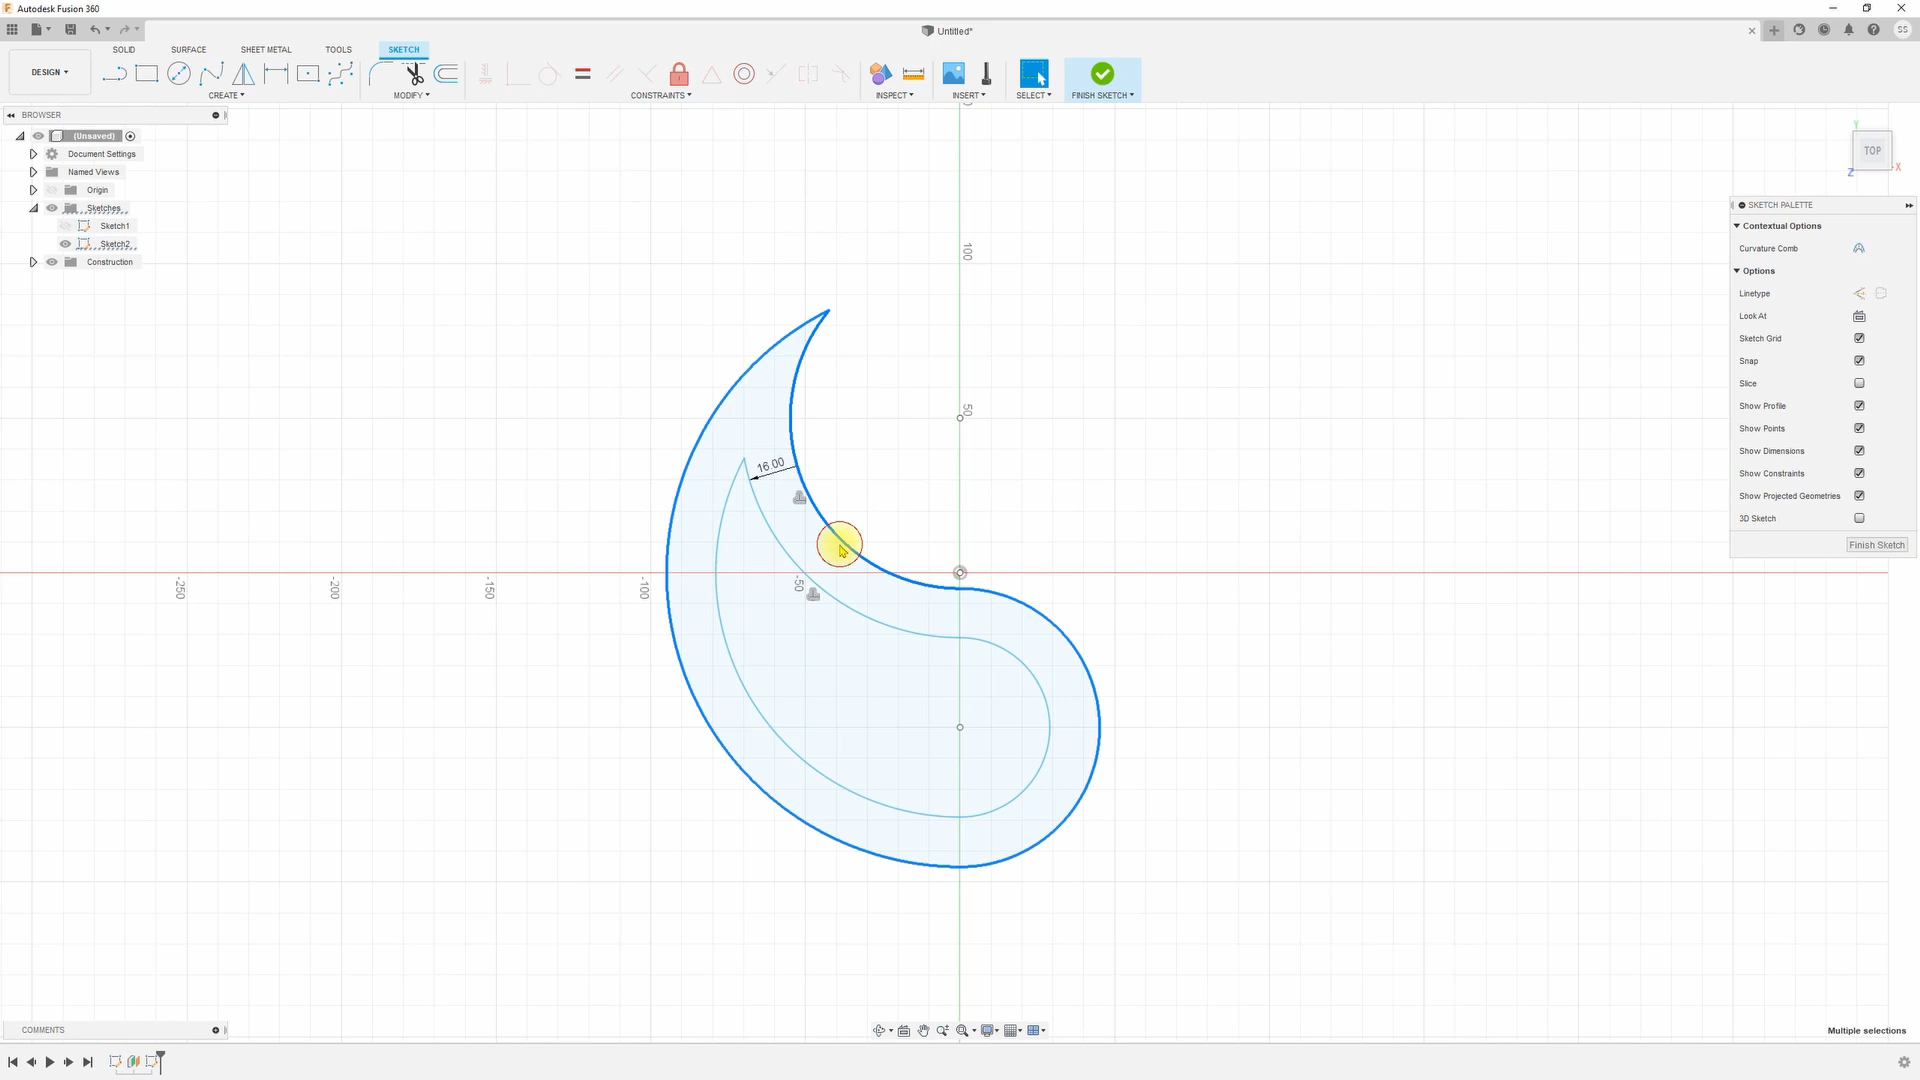 Autodesk Fusion 360
Untitled*
SS
SOLID SURFACE SHEET METAL TOOLS SKETCH
DESIGN
CREATE MODIFY CONSTRAINTS INSPECT INSERT SELECT FINISH SKETCH
BROWSER
(Unsaved)
Document Settings
Named Views
Origin
Sketches
Sketch1
Sketch2
Construction
Y
TOP
X
Z
SKETCH PALETTE
Contextual Options
Curvature Comb
Options
Linetype
Look At
Sketch Grid
Snap
Slice
Show Profile
Show Points
Show Dimensions
Show Constraints
Show Projected Geometries
3D Sketch
Finish Sketch
100
50
16.00
-250 -200 -150 -100 -50
COMMENTS
Multiple selections